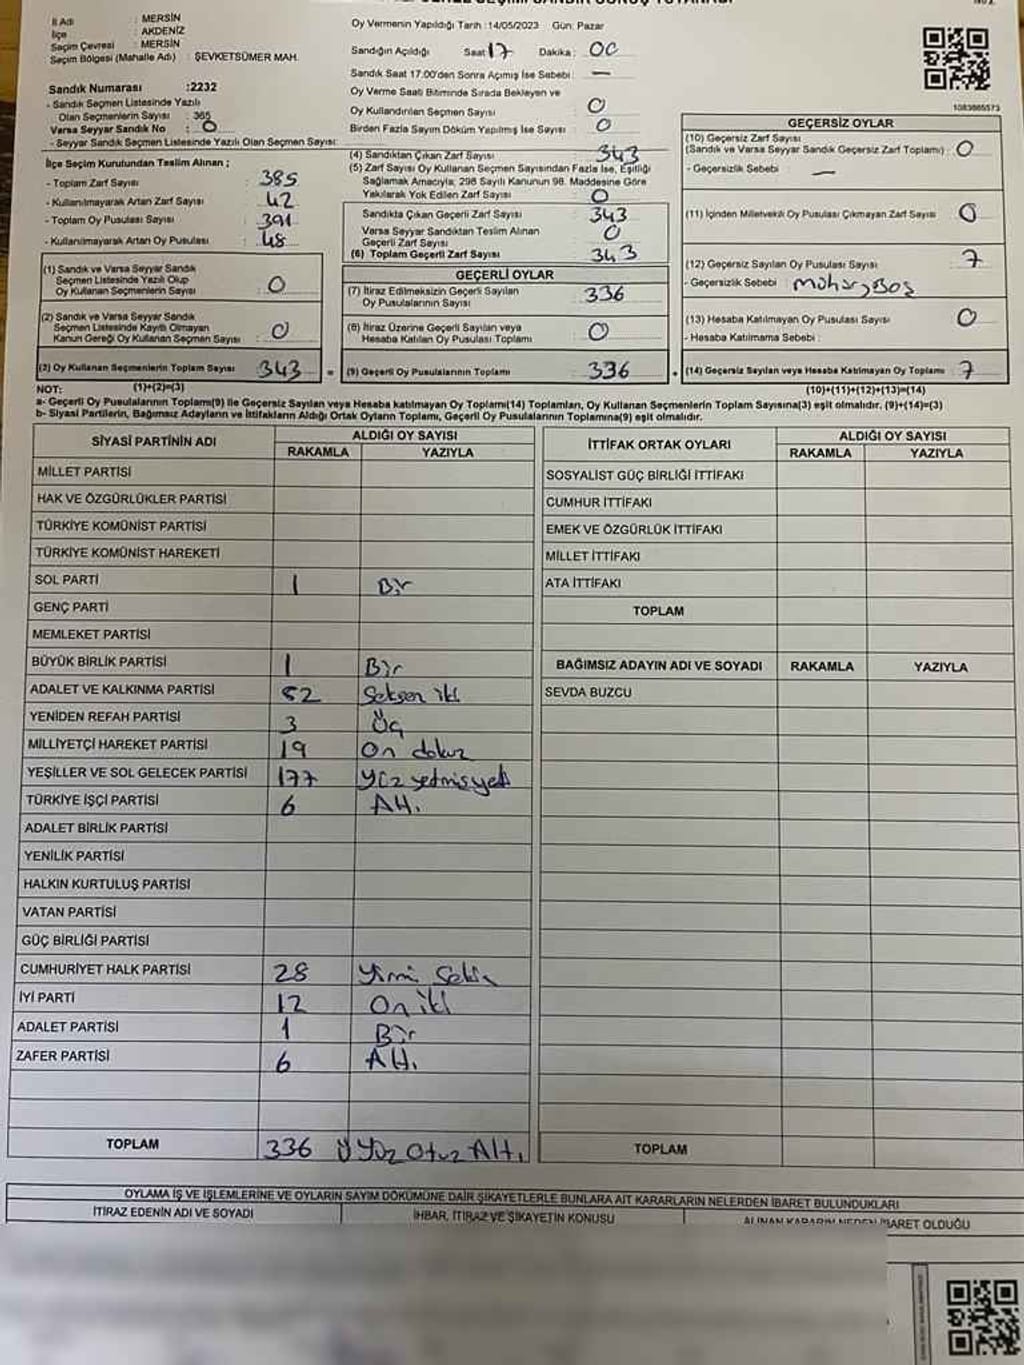 İl Adı : MERSİN
İlçe : AKDENİZ
Seçim Çevresi : MERSİN
Seçim Bölgesi (Mahalle Adı) : ŞEVKETSÜMER MAH.
Sandık Numarası :2232
- Sandık Seçmen Listesinde Yazılı
Olan Seçmenlerin Sayısı : 365
Varsa Seyyar Sandık No : 0
- Seyyar Sandık Seçmen Listesinde Yazılı Olan Seçmen Sayısı:
İlçe Seçim Kurulundan Teslim Alınan ;
- Toplam Zarf Sayısı : 385
- Kullanılmayarak Artan Zarf Sayısı : 42
- Toplam Oy Pusulası Sayısı : 391
- Kullanılmayarak Artan Oy Pusulası : 48
(1) Sandık ve Varsa Seyyar Sandık
Seçmen Listesinde Yazılı Olup
Oy Kullanan Seçmenlerin Sayısı : 0
(2) Sandık ve Varsa Seyyar Sandık
Seçmen Listesinde Kayıtlı Olmayan
Kanun Gereği Oy Kullanan Seçmen Sayısı : 0
(3) Oy Kullanan Seçmenlerin Toplam Sayısı : 343
Oy Vermenin Yapıldığı Tarih :14/05/2023 Gün: Pazar
Sandığın Açıldığı Saat 17 Dakika : 00
Sandık Saat 17.00'den Sonra Açımış İse Sebebi : —
Oy Verme Saati Bitiminde Sırada Bekleyen ve
Oy Kullandırılan Seçmen Sayısı : 0
Birden Fazla Sayım Döküm Yapılmış İse Sayısı : 0
(4) Sandıktan Çıkan Zarf Sayısı 343
(5) Zarf Sayısı Oy Kullanan Seçmen Sayısından Fazla İse, Eşitliği
Sağlamak Amacıyla, 298 Sayılı Kanunun 98. Maddesine Göre
Yakılarak Yok Edilen Zarf Sayısı : 0
Sandıkta Çıkan Geçerli Zarf Sayısı : 343
Varsa Seyyar Sandıktan Teslim Alınan
Geçerli Zarf Sayısı : 0
(6) Toplam Geçerli Zarf Sayısı : 343
GEÇERLİ OYLAR
(7) İtiraz Edilmeksizin Geçerli Sayılan
Oy Pusulalarının Sayısı : 336
(8) İtiraz Üzerine Geçerli Sayılan veya
Hesaba Katılan Oy Pusulası Toplamı : 0
(9) Geçerli Oy Pusulalarının Toplamı : 336
1083865573
GEÇERSİZ OYLAR
(10) Geçersiz Zarf Sayısı
(Sandık ve Varsa Seyyar Sandık Geçersiz Zarf Toplamı) : 0
- Geçersizlik Sebebi : —
(11) İçinden Milletvekili Oy Pusulası Çıkmayan Zarf Sayısı : 0
(12) Geçersiz Sayılan Oy Pusulası Sayısı : 7
- Geçersizlik Sebebi :
(13) Hesaba Katılmayan Oy Pusulası Sayısı : 0
- Hesaba Katılmama Sebebi :
(14) Geçersiz Sayılan veya Hesaba Katılmayan Oy Toplamı : 7
NOT: (1)+(2)=(3) (10)+(11)+(12)+(13)=(14)
a- Geçerli Oy Pusulalarının Toplamı(9) ile Geçersiz Sayılan veya Hesaba katılmayan Oy Toplamı(14) Toplamları, Oy Kullanan Seçmenlerin Toplam Sayısına(3) eşit olmalıdır. (9)+(14)=(3)
b- Siyasi Partilerin, Bağımsız Adayların ve İttifakların Aldığı Ortak Oyların Toplamı, Geçerli Oy Pusulalarının Toplamına(9) eşit olmalıdır.
SİYASİ PARTİNİN ADI ALDIĞI OY SAYISI
RAKAMLA YAZIYLA
MİLLET PARTİSİ
HAK VE ÖZGÜRLÜKLER PARTİSİ
TÜRKİYE KOMÜNİST PARTİSİ
TÜRKİYE KOMÜNİST HAREKETİ
SOL PARTİ 1 Bir
GENÇ PARTİ
MEMLEKET PARTİSİ
BÜYÜK BİRLİK PARTİSİ 1 Bir
ADALET VE KALKINMA PARTİSİ 82 Seksen iki
YENİDEN REFAH PARTİSİ 3 Üç
MİLLİYETÇİ HAREKET PARTİSİ 19 On dokuz
YEŞİLLER VE SOL GELECEK PARTİSİ 177 Yüz yetmişyedi
TÜRKİYE İŞÇİ PARTİSİ 6 Altı
ADALET BİRLİK PARTİSİ
YENİLİK PARTİSİ
HALKIN KURTULUŞ PARTİSİ
VATAN PARTİSİ
GÜÇ BİRLİĞİ PARTİSİ
CUMHURİYET HALK PARTİSİ 28 Yirmi Sekiz
İYİ PARTİ 12 On iki
ADALET PARTİSİ 1 Bir
ZAFER PARTİSİ 6 Altı
TOPLAM 336 Üç Yüz Otuz Altı
İTTİFAK ORTAK OYLARI ALDIĞI OY SAYISI
RAKAMLA YAZIYLA
SOSYALİST GÜÇ BİRLİĞİ İTTİFAKI
CUMHUR İTTİFAKI
EMEK VE ÖZGÜRLÜK İTTİFAKI
MİLLET İTTİFAKI
ATA İTTİFAKI
TOPLAM
BAĞIMSIZ ADAYIN ADI VE SOYADI RAKAMLA YAZIYLA
SEVDA BUZCU
TOPLAM
OYLAMA İŞ VE İŞLEMLERİNE VE OYLARIN SAYIM DÖKÜMÜNE DAİR ŞİKAYETLERLE BUNLARA AİT KARARLARIN NELERDEN İBARET BULUNDUKLARI
İTİRAZ EDENİN ADI VE SOYADI İHBAR, İTİRAZ VE ŞİKAYETİN KONUSU ALINAN KARARIN NEDEN İBARET OLDUĞU